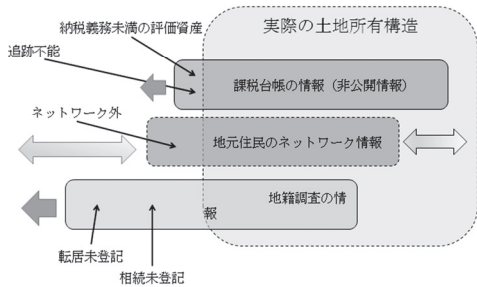 納税義務未満の評価資産
実際の土地所有構造
追跡不能
課税台帳の情報（非公開情報）
ネットワーク外
地元住民のネットワーク情報
地籍調査の情
報
転居未登記
相続未登記